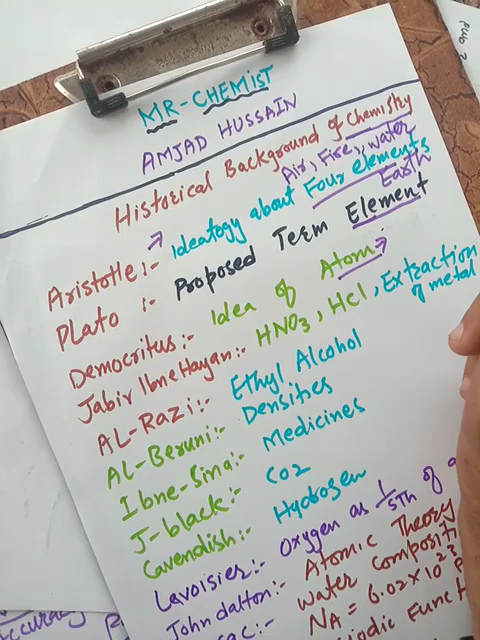 MR-CHEMIST
AMJAD HUSSAIN
Historical Background of Chemistry
Air, Fire, water
Aristotle:- Ideatogy about Four elements
Earth
Plato :- Proposed Term Element
Democritus:- Idea of Atom
Jabir Ibne Hayan:- HNO3, HCl, Extraction
of metal
AL-Razi:- Ethyl Alcohol
AL-Beruni:- Densities
Ibne-Sina:- Medicines
J-black:- CO2
Cavendish:- Hydrogen
Lavoisier:- Oxygen as 1/5th of
John dalton:- Atomic Theory
water
NA = 6.02x10²³